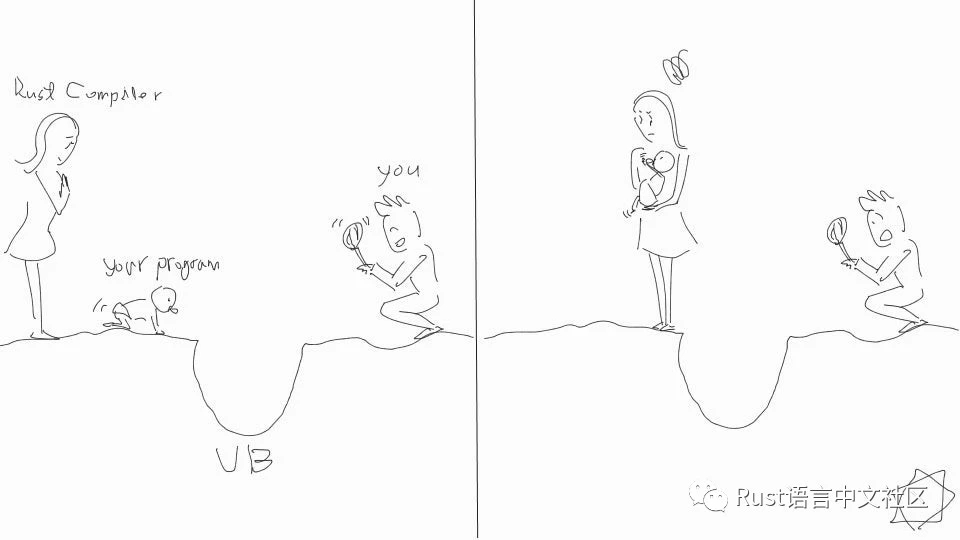 Rust Compiler
you
your program
UB
Rust语言中文社区